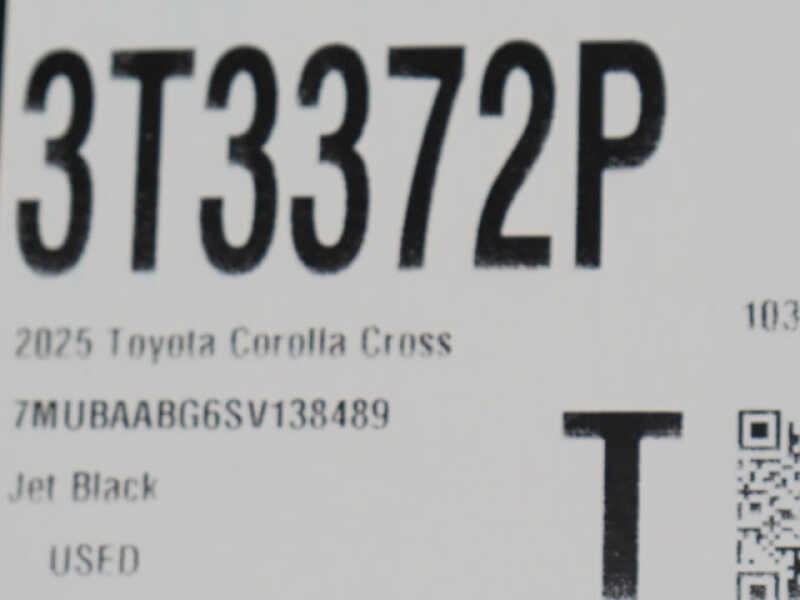 3T3372P
2025 Toyota Corolla Cross
103
7MUBAABG6SV138489
T
Jet Black
USED